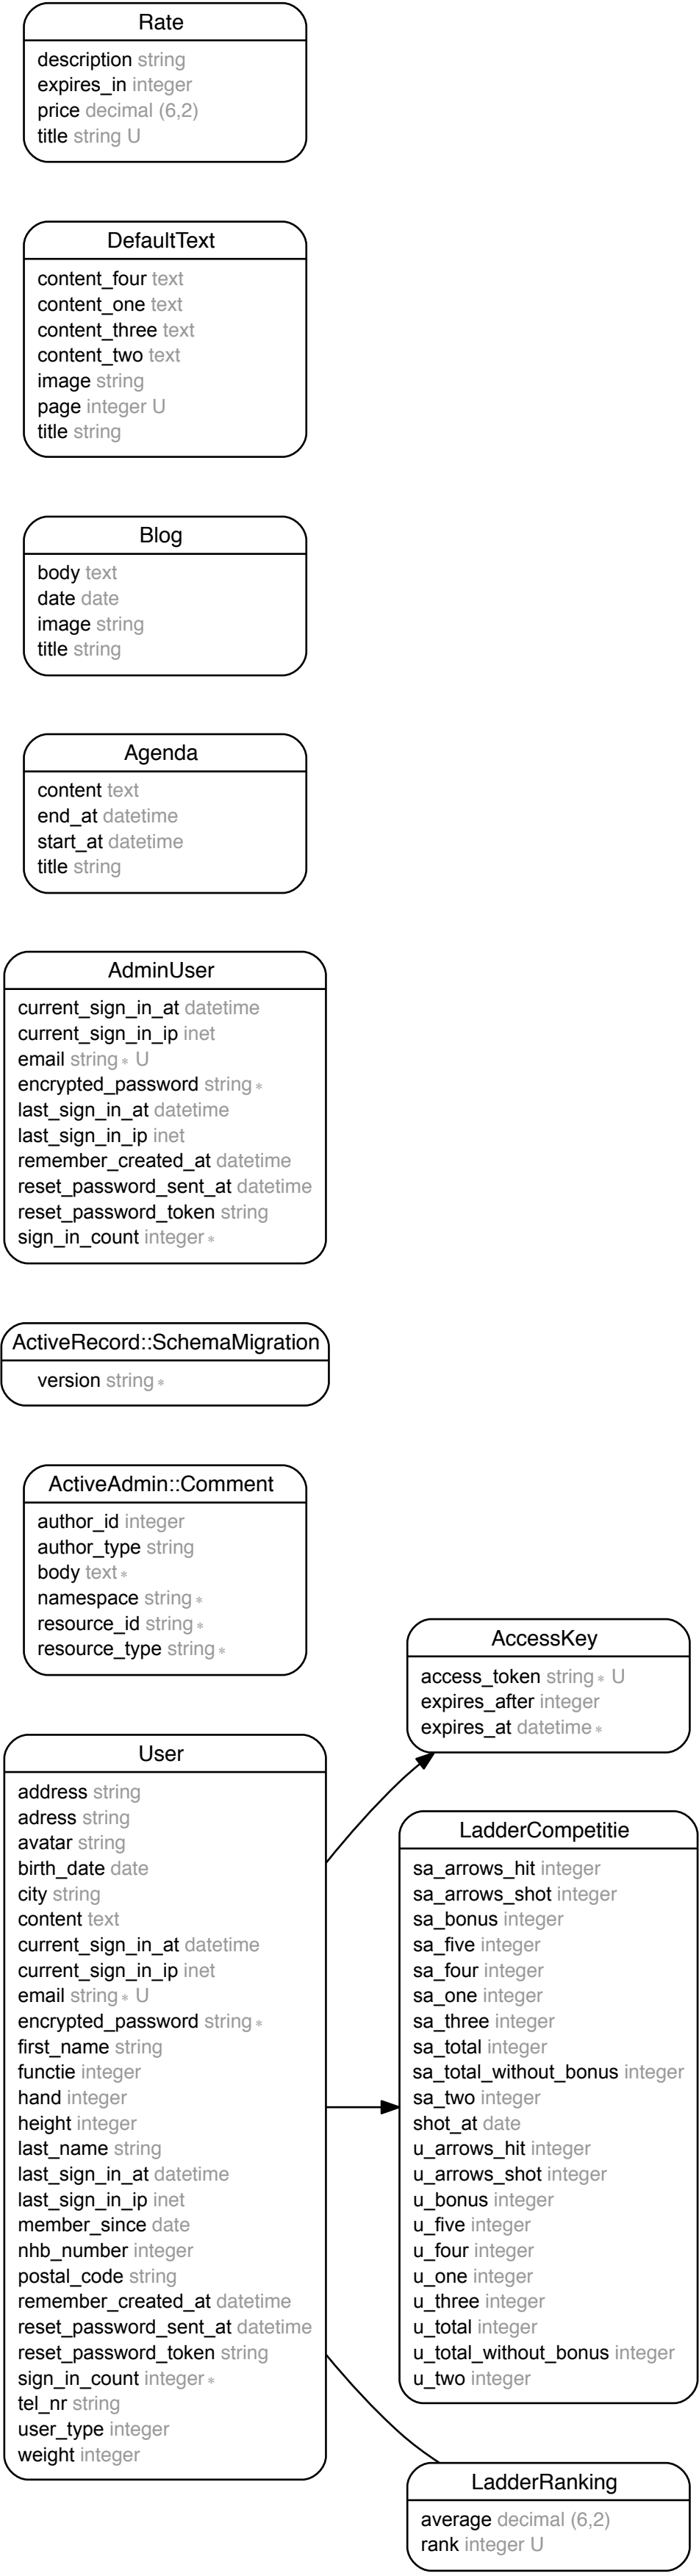 Rate
description string
expires_in integer
price decimal (6,2)
title string U
DefaultText
content_four text
content_one text
content_three text
content_two text
image string
page integer U
title string
Blog
body text
date date
image string
title string
Agenda
content text
end_at datetime
start_at datetime
title string
AdminUser
current_sign_in_at datetime
current_sign_in_ip inet
email string ∗ U
encrypted_password string ∗
last_sign_in_at datetime
last_sign_in_ip inet
remember_created_at datetime
reset_password_sent_at datetime
reset_password_token string
sign_in_count integer ∗
ActiveRecord::SchemaMigration
version string ∗
ActiveAdmin::Comment
author_id integer
author_type string
body text ∗
namespace string ∗
resource_id string ∗
resource_type string ∗
User
address string
adress string
avatar string
birth_date date
city string
content text
current_sign_in_at datetime
current_sign_in_ip inet
email string ∗ U
encrypted_password string ∗
first_name string
functie integer
hand integer
height integer
last_name string
last_sign_in_at datetime
last_sign_in_ip inet
member_since date
nhb_number integer
postal_code string
remember_created_at datetime
reset_password_sent_at datetime
reset_password_token string
sign_in_count integer ∗
tel_nr string
user_type integer
weight integer
AccessKey
access_token string ∗ U
expires_after integer
expires_at datetime ∗
LadderCompetitie
sa_arrows_hit integer
sa_arrows_shot integer
sa_bonus integer
sa_five integer
sa_four integer
sa_one integer
sa_three integer
sa_total integer
sa_total_without_bonus integer
sa_two integer
shot_at date
u_arrows_hit integer
u_arrows_shot integer
u_bonus integer
u_five integer
u_four integer
u_one integer
u_three integer
u_total integer
u_total_without_bonus integer
u_two integer
LadderRanking
average decimal (6,2)
rank integer U